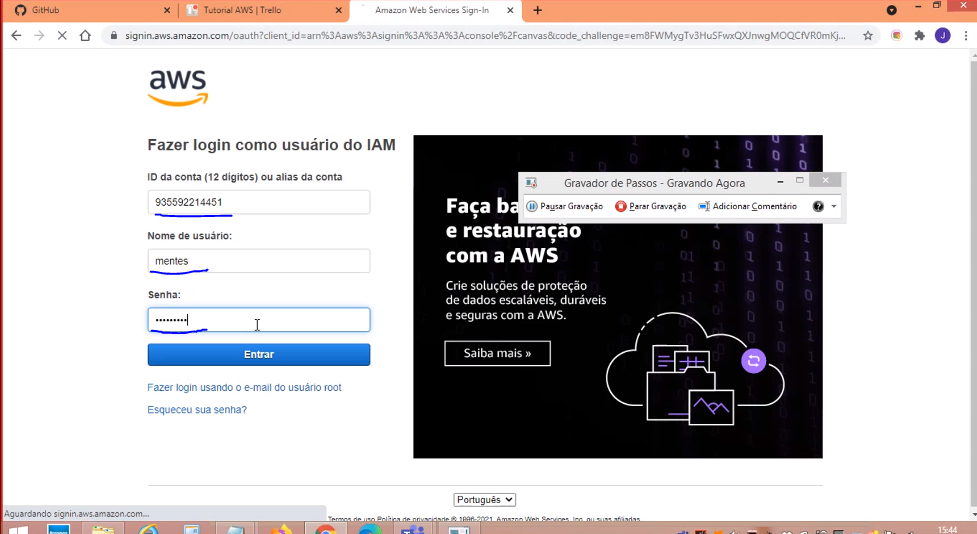 GitHub
Tutorial AWS | Trello
Amazon Web Services Sign-In
signin.aws.amazon.com/oauth?client_id=arn%3Aaws%3Asignin%3A%3A%3Aconsole%2Fcanvas&code_challenge=em8FWMygTv3HuSFwxQXJnwgMOQCfVR0mKj...
J
aws
Fazer login como usuário do IAM
ID da conta (12 dígitos) ou alias da conta
935592214451
Nome de usuário:
mentes
Senha:
•••••••••
Entrar
Fazer login usando o e-mail do usuário root
Esqueceu sua senha?
Gravador de Passos - Gravando Agora
Pausar Gravação
Parar Gravação
Adicionar Comentário
Faça ba
e restauração
com a AWS
Crie soluções de proteção
de dados escaláveis, duráveis
e seguras com a AWS.
Saiba mais »
Português
Aguardando signin.aws.amazon.com...
Termos de uso Política de privacidade © 1996-2021, Amazon Web Services, Inc. ou suas afiliadas.
15:44